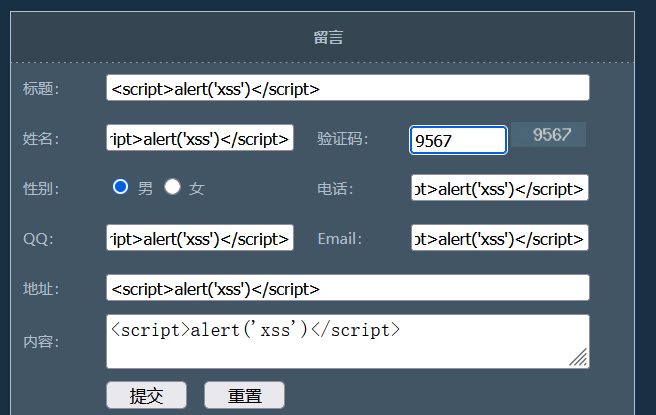 留言
标题： <script>alert('xss')</script>
姓名： ript>alert('xss')</script> 验证码： 9567 9567
性别： 男 女 电话： pt>alert('xss')</script>
QQ： ript>alert('xss')</script> Email： pt>alert('xss')</script>
地址： <script>alert('xss')</script>
内容： <script>alert('xss')</script>
提交 重置